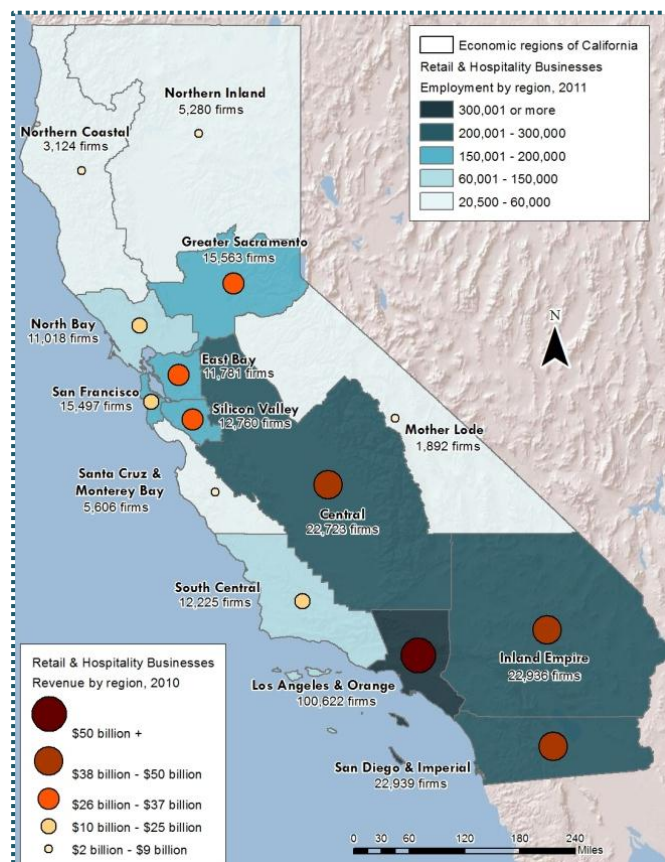 Economic regions of California
Retail & Hospitality Businesses
Employment by region, 2011
300,001 or more
200,001 - 300,000
150,001 - 200,000
60,001 - 150,000
20,500 - 60,000
Northern Inland
5,280 firms
Northern Coastal
3,124 firms
Greater Sacramento
15,563 firms
N
North Bay
11,018 firms
East Bay
11,781 firms
San Francisco
15,497 firms
Silicon Valley
12,760 firms
Mother Lode
1,892 firms
Santa Cruz &
Monterey Bay
5,606 firms
Central
22,723 firms
South Central
12,225 firms
Inland Empire
22,936 firms
Los Angeles & Orange
100,622 firms
San Diego & Imperial
22,939 firms
Retail & Hospitality Businesses
Revenue by region, 2010
$50 billion +
$38 billion - $50 billion
$26 billion - $37 billion
$10 billion - $25 billion
$2 billion - $9 billion
0 30 60 120 180 240
Miles